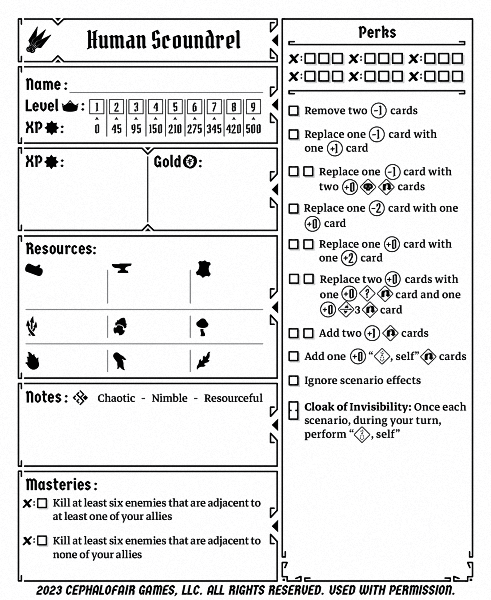 Human Scoundrel
Name:
Level :
1 2 3 4 5 6 7 8 9
XP :
0 45 95 150 210 275 345 420 500
XP :
Gold :
Resources:
Notes: Chaotic - Nimble - Resourceful
Masteries:
Kill at least six enemies that are adjacent to
at least one of your allies
Kill at least six enemies that are adjacent to
none of your allies
Perks
Remove two -1 cards
Replace one -1 card with
one +1 card
Replace one -1 card with
two +0 cards
Replace one -2 card with one
+0 card
Replace one +0 card with
one +2 card
Replace two +0 cards with
one +0 ? card and one
+0 3 card
Add two +1 cards
Add one +0 “ , self” cards
Ignore scenario effects
Cloak of Invisibility: Once each
scenario, during your turn,
perform “ , self”
2023 CEPHALOFAIR GAMES, LLC. ALL RIGHTS RESERVED. USED WITH PERMISSION.